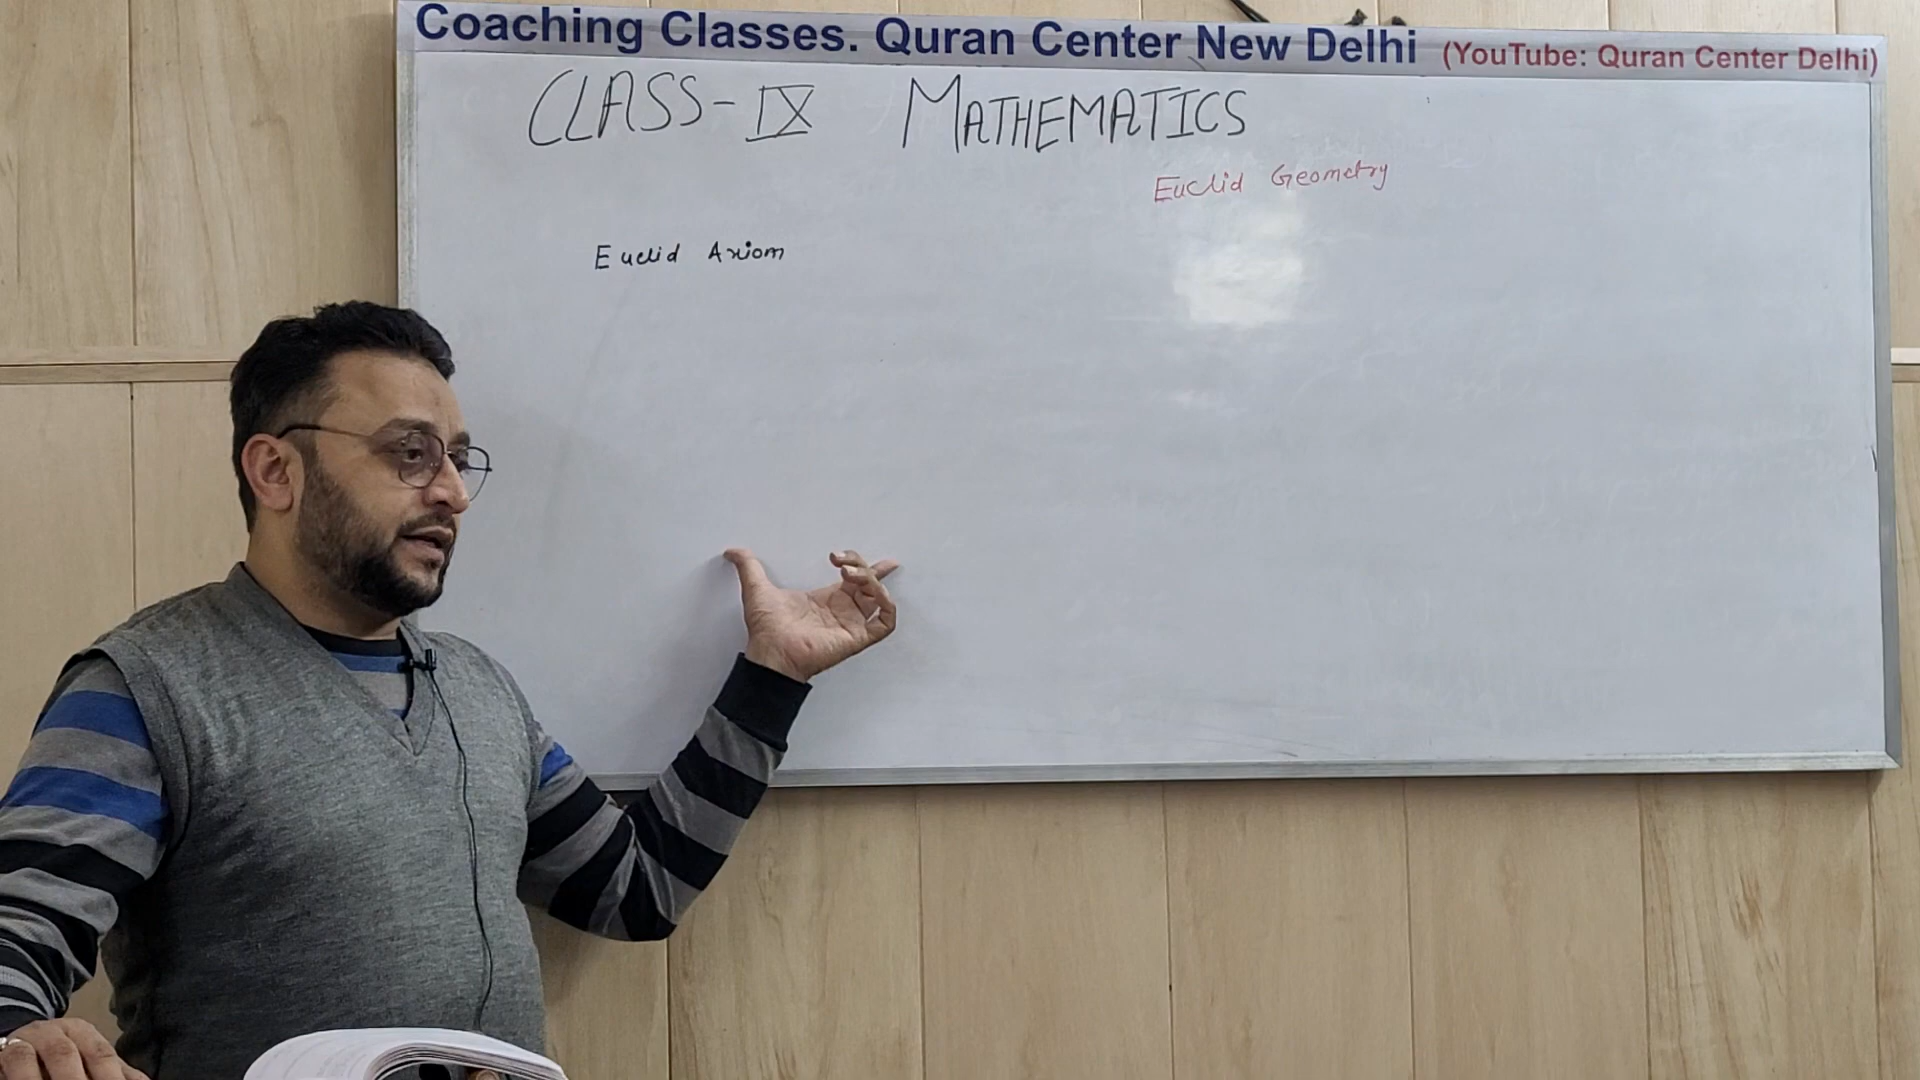 Coaching Classes. Quran Center New Delhi (YouTube: Quran Center Delhi)
CLASS-IX MATHEMATICS
Euclid Geometry
Euclid Axiom